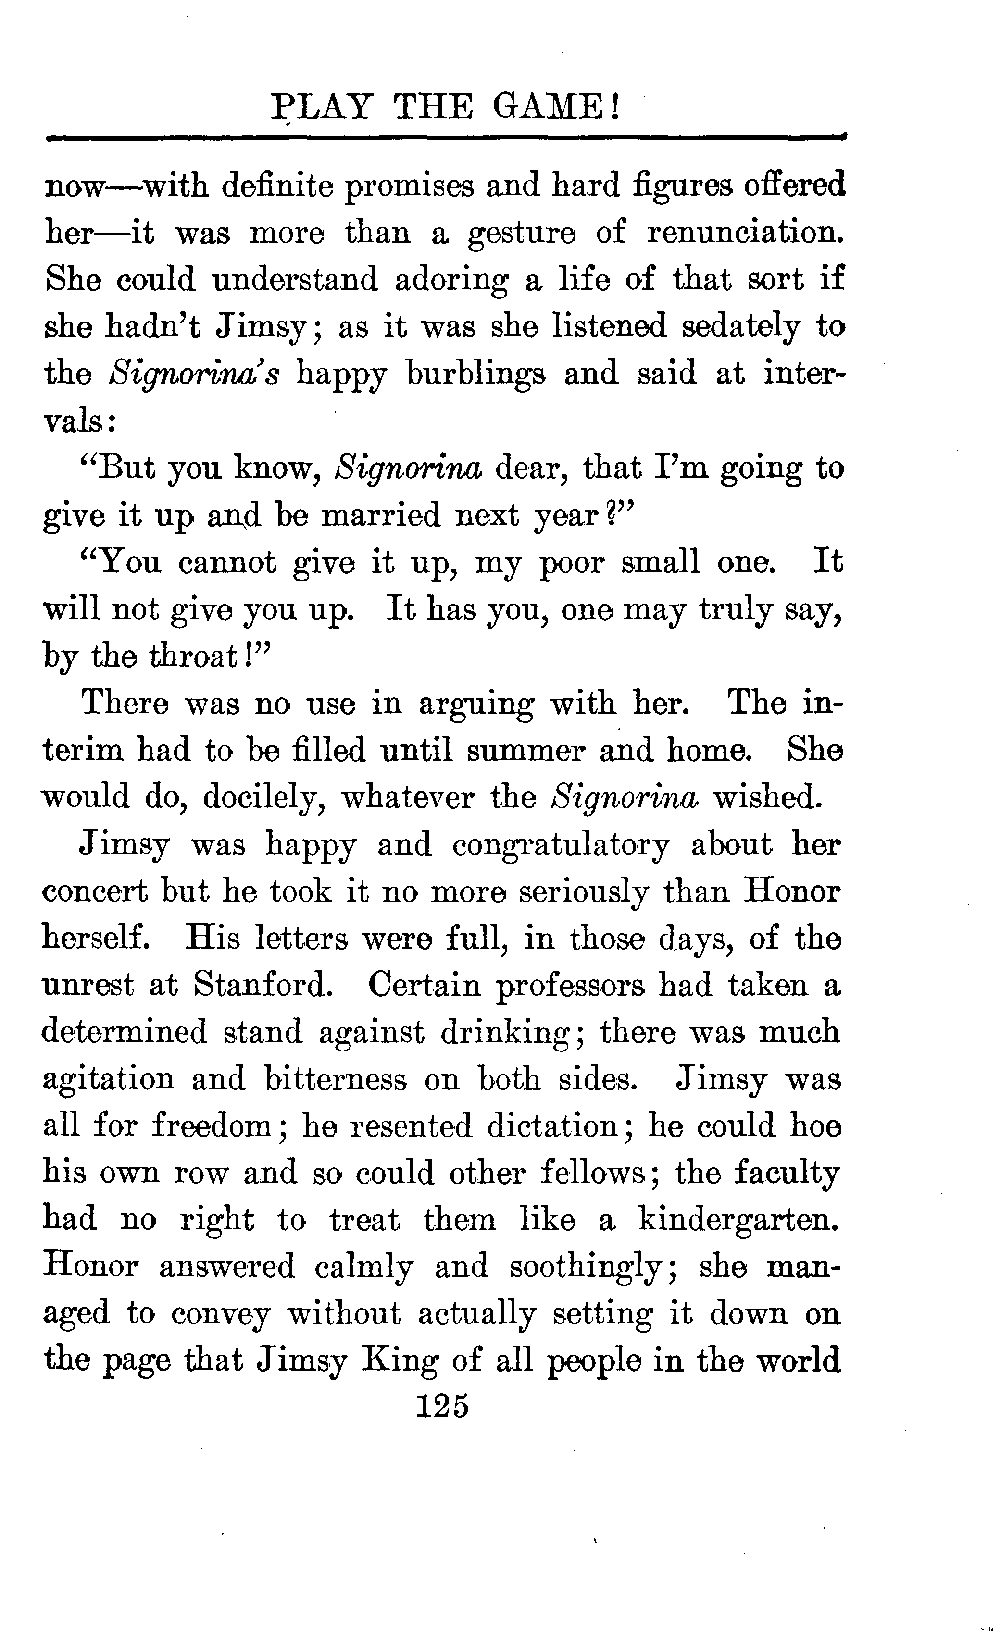 PLAY THE GAME!
now—with definite promises and hard figures offered
her—it was more than a gesture of renunciation.
She could understand adoring a life of that sort if
she hadn't Jimsy; as it was she listened sedately to
the Signorina's happy burblings and said at inter-
vals:
"But you know, Signorina dear, that I'm going to
give it up and be married next year?"
"You cannot give it up, my poor small one. It
will not give you up. It has you, one may truly say,
by the throat!"
There was no use in arguing with her. The in-
terim had to be filled until summer and home. She
would do, docilely, whatever the Signorina wished.
Jimsy was happy and congratulatory about her
concert but he took it no more seriously than Honor
herself. His letters were full, in those days, of the
unrest at Stanford. Certain professors had taken a
determined stand against drinking; there was much
agitation and bitterness on both sides. Jimsy was
all for freedom; he resented dictation; he could hoe
his own row and so could other fellows; the faculty
had no right to treat them like a kindergarten.
Honor answered calmly and soothingly; she man-
aged to convey without actually setting it down on
the page that Jimsy King of all people in the world
125